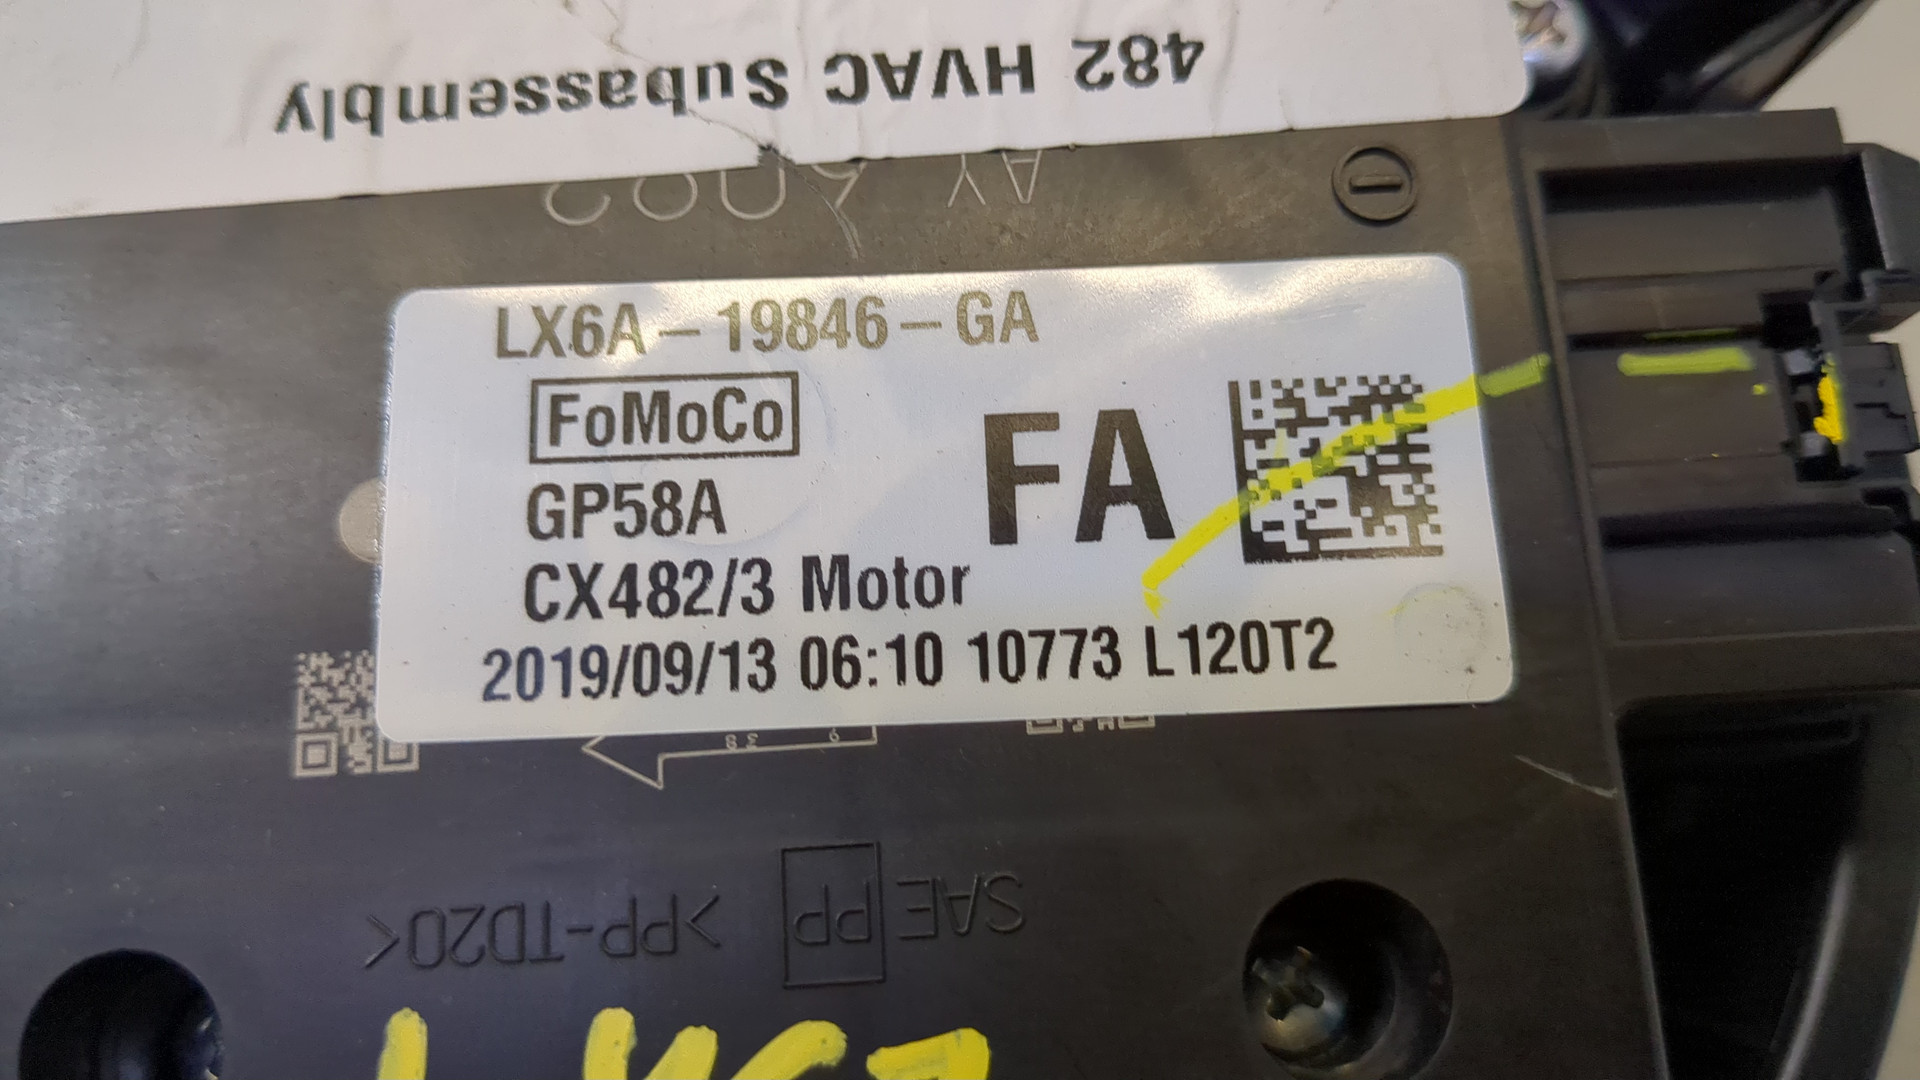 482 HVAC Subassembly
LX6A-19846-GA
FoMoCo
GP58A
FA
CX482/3 Motor
2019/09/13 06:10 10773 L120T2
SAE PP >PP-TD20<